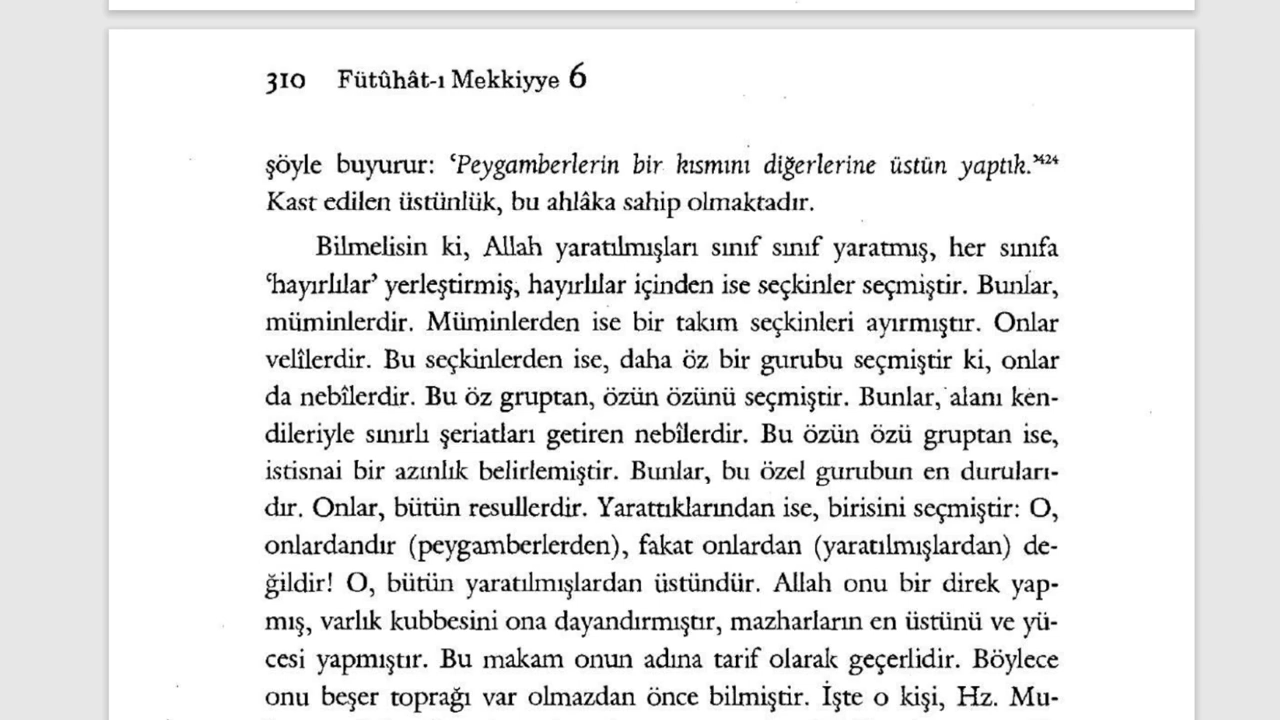 310 Fütûhât-ı Mekkiyye 6
şöyle buyurur: ‘Peygamberlerin bir kısmını diğerlerine üstün yaptık.’424
Kast edilen üstünlük, bu ahlâka sahip olmaktadır.
Bilmelisin ki, Allah yaratılmışları sınıf sınıf yaratmış, her sınıfa
‘hayırlılar’ yerleştirmiş, hayırlılar içinden ise seçkinler seçmiştir. Bunlar,
müminlerdir. Müminlerden ise bir takım seçkinleri ayırmıştır. Onlar
velîlerdir. Bu seçkinlerden ise, daha öz bir gurubu seçmiştir ki, onlar
da nebîlerdir. Bu öz gruptan, özün özünü seçmiştir. Bunlar, alanı ken-
dileriyle sınırlı şeriatları getiren nebîlerdir. Bu özün özü gruptan ise,
istisnai bir azınlık belirlemiştir. Bunlar, bu özel gurubun en duruları-
dır. Onlar, bütün resullerdir. Yarattıklarından ise, birisini seçmiştir: O,
onlardandır (peygamberlerden), fakat onlardan (yaratılmışlardan) de-
ğildir! O, bütün yaratılmışlardan üstündür. Allah onu bir direk yap-
mış, varlık kubbesini ona dayandırmıştır, mazharların en üstünü ve yü-
cesi yapmıştır. Bu makam onun adına tarif olarak geçerlidir. Böylece
onu beşer toprağı var olmazdan önce bilmiştir. İşte o kişi, Hz. Mu-